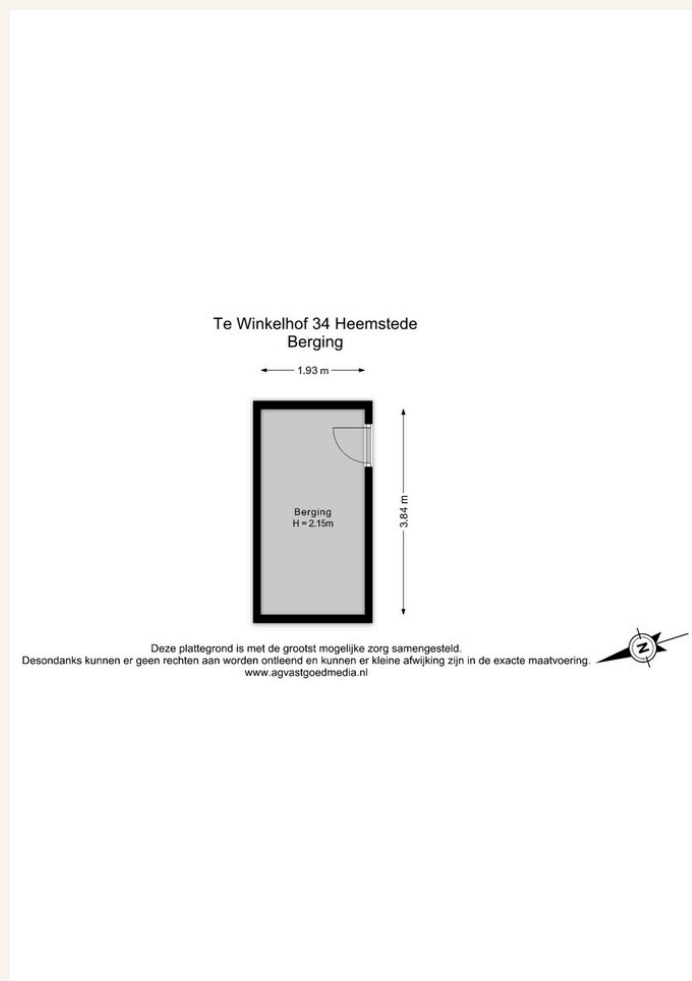 Te Winkelhof 34 Heemstede
Berging
1.93 m
3.84 m
Berging
H = 2.15m
Deze plattegrond is met de grootst mogelijke zorg samengesteld.
Desondanks kunnen er geen rechten aan worden ontleend en kunnen er kleine afwijking zijn in de exacte maatvoering.
www.agvastgoedmedia.nl
N